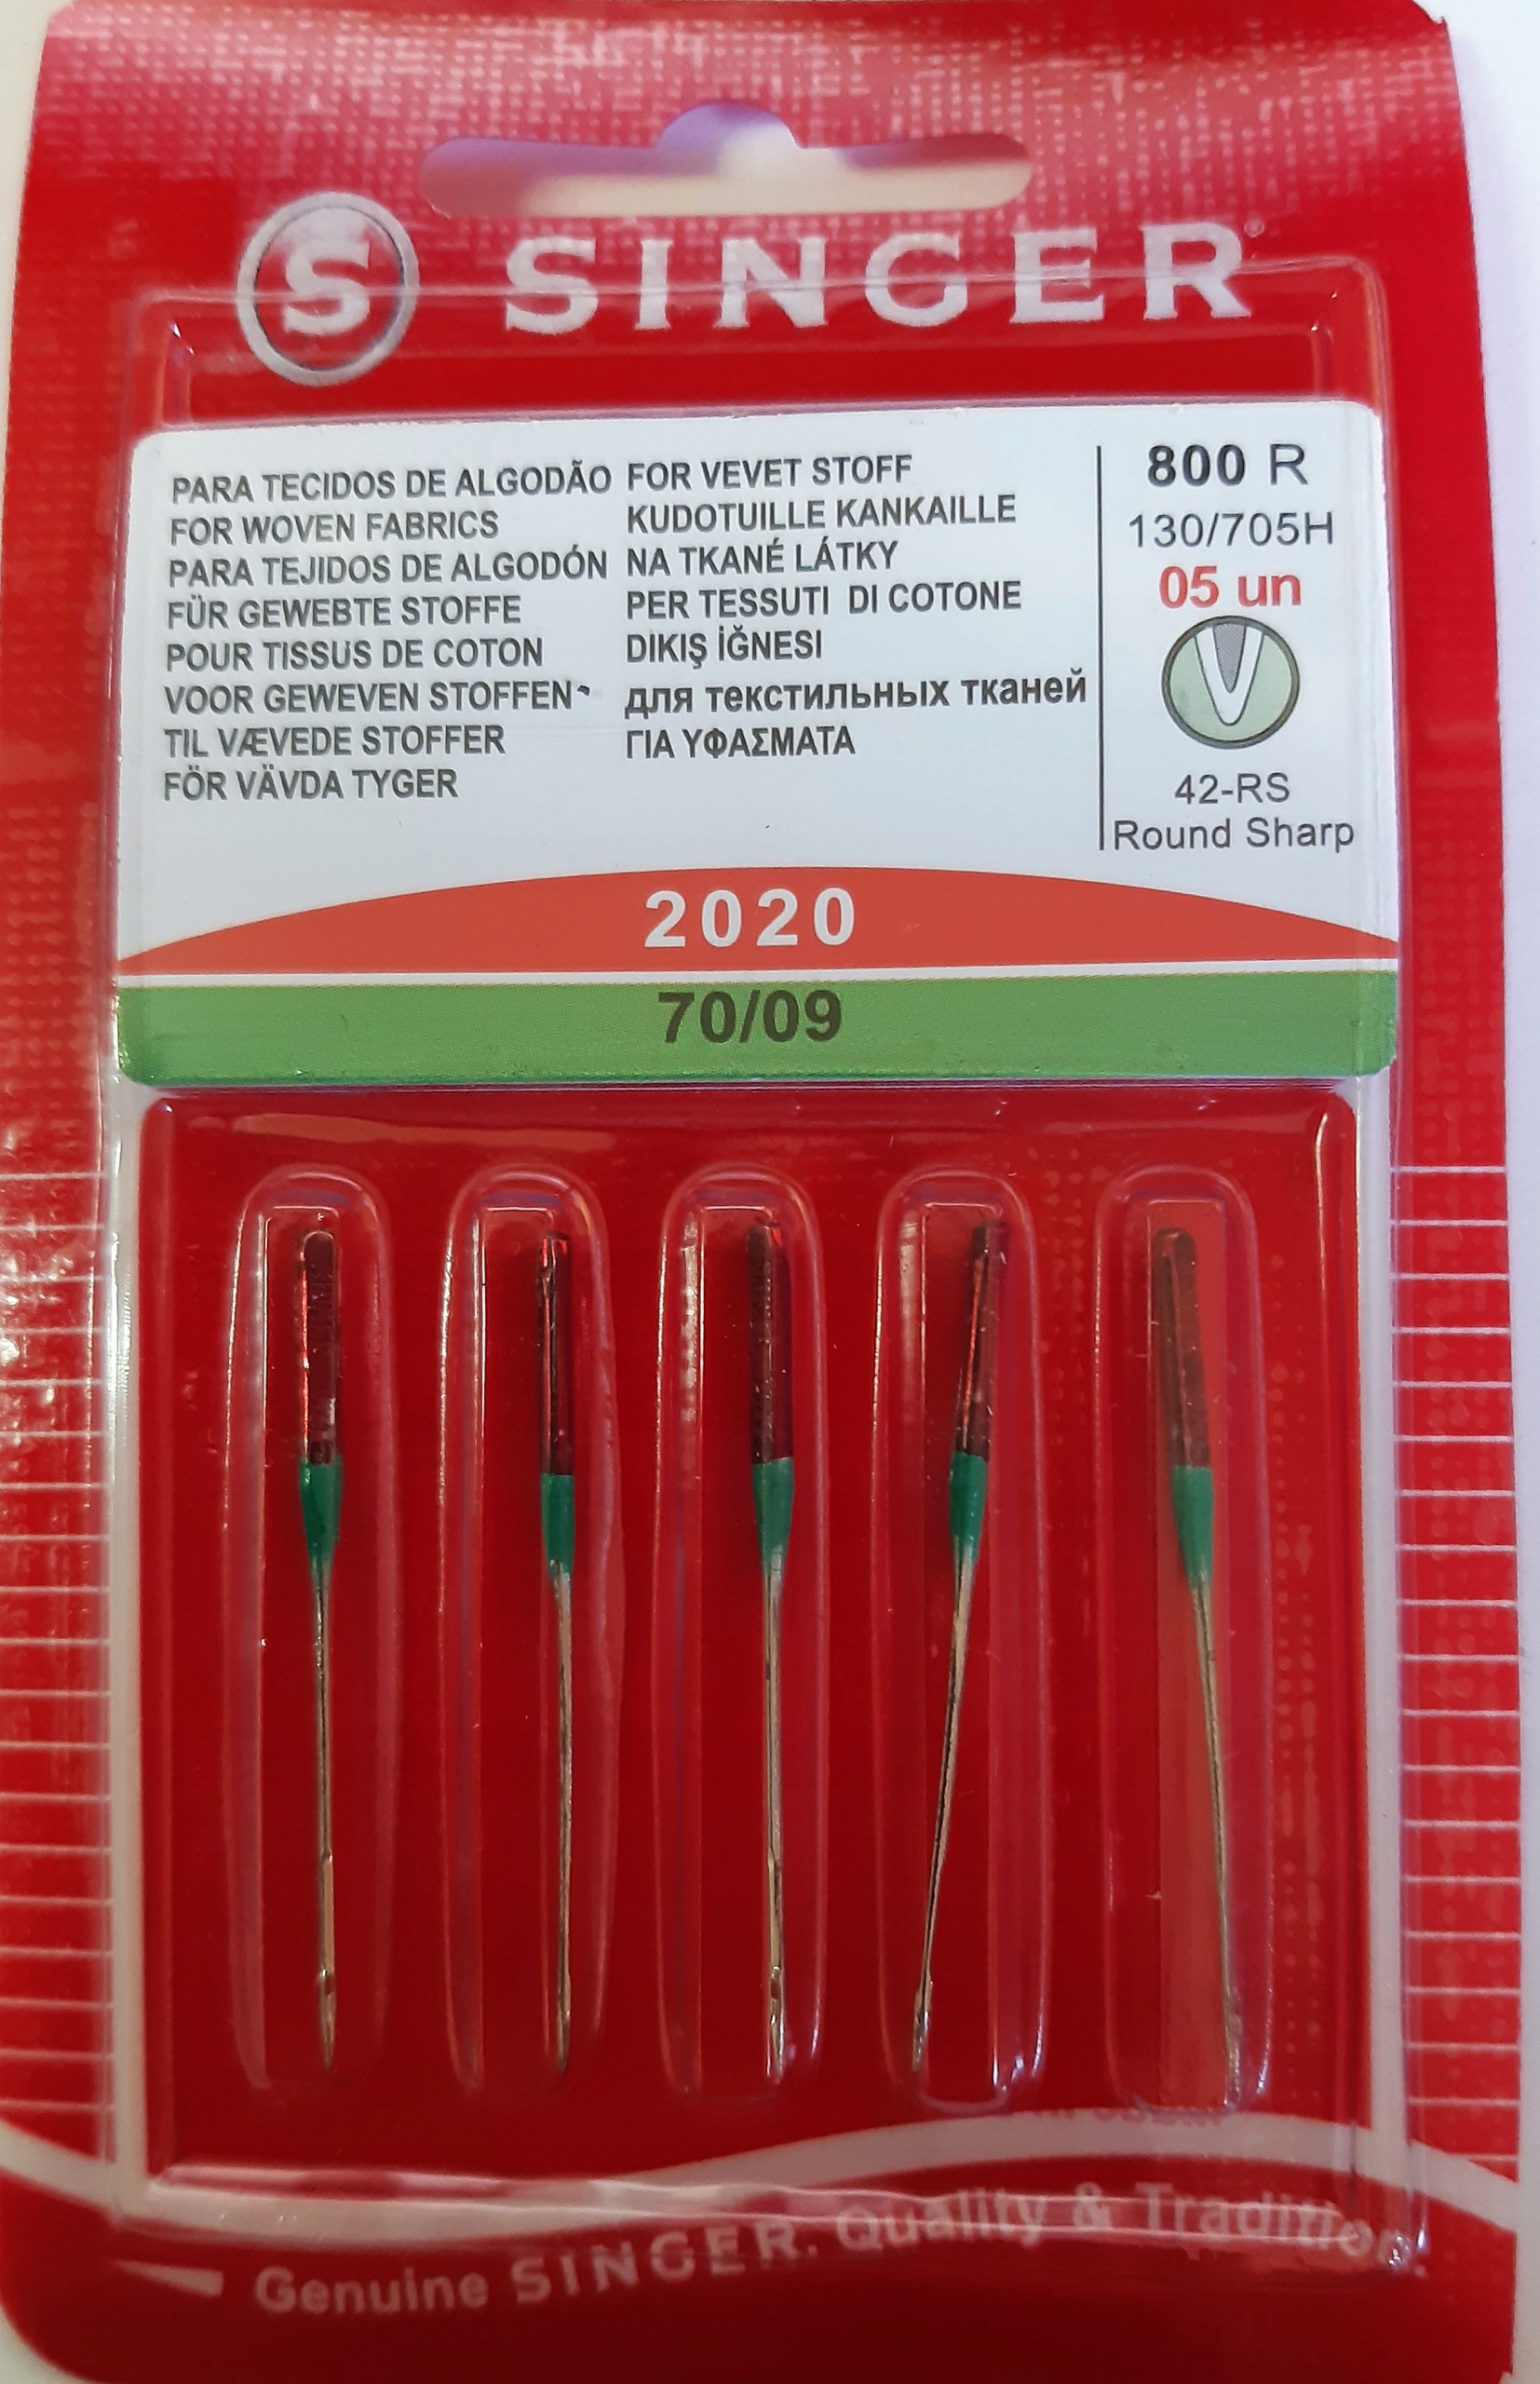 S SINGER®
PARA TECIDOS DE ALGODÃO
FOR WOVEN FABRICS
PARA TEJIDOS DE ALGODÓN
FÜR GEWEBTE STOFFE
POUR TISSUS DE COTON
VOOR GEWEVEN STOFFEN
TIL VÆVEDE STOFFER
FÖR VÄVDA TYGER
FOR VEVET STOFF
KUDOTUILLE KANKAILLE
NA TKANÉ LÁTKY
PER TESSUTI DI COTONE
DIKIŞ İĞNESI
для текстильных тканей
ΓΙΑ ΥΦΑΣΜΑΤΑ
800 R
130/705H
05 un
42-RS
Round Sharp
2020
70/09
Genuine SINGER. Quality & Tradition.